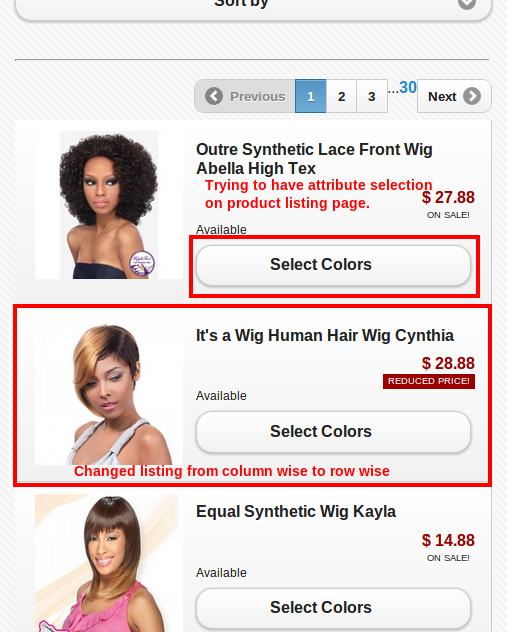 Sort by
Previous 1 2 3 ...30 Next
Outre Synthetic Lace Front Wig
Abella High Tex
Trying to have attribute selection
on product listing page.
$ 27.88
ON SALE!
Available
Select Colors
It's a Wig Human Hair Wig Cynthia
$ 28.88
REDUCED PRICE!
Available
Select Colors
Changed listing from column wise to row wise
Equal Synthetic Wig Kayla
$ 14.88
ON SALE!
Available
Select Colors